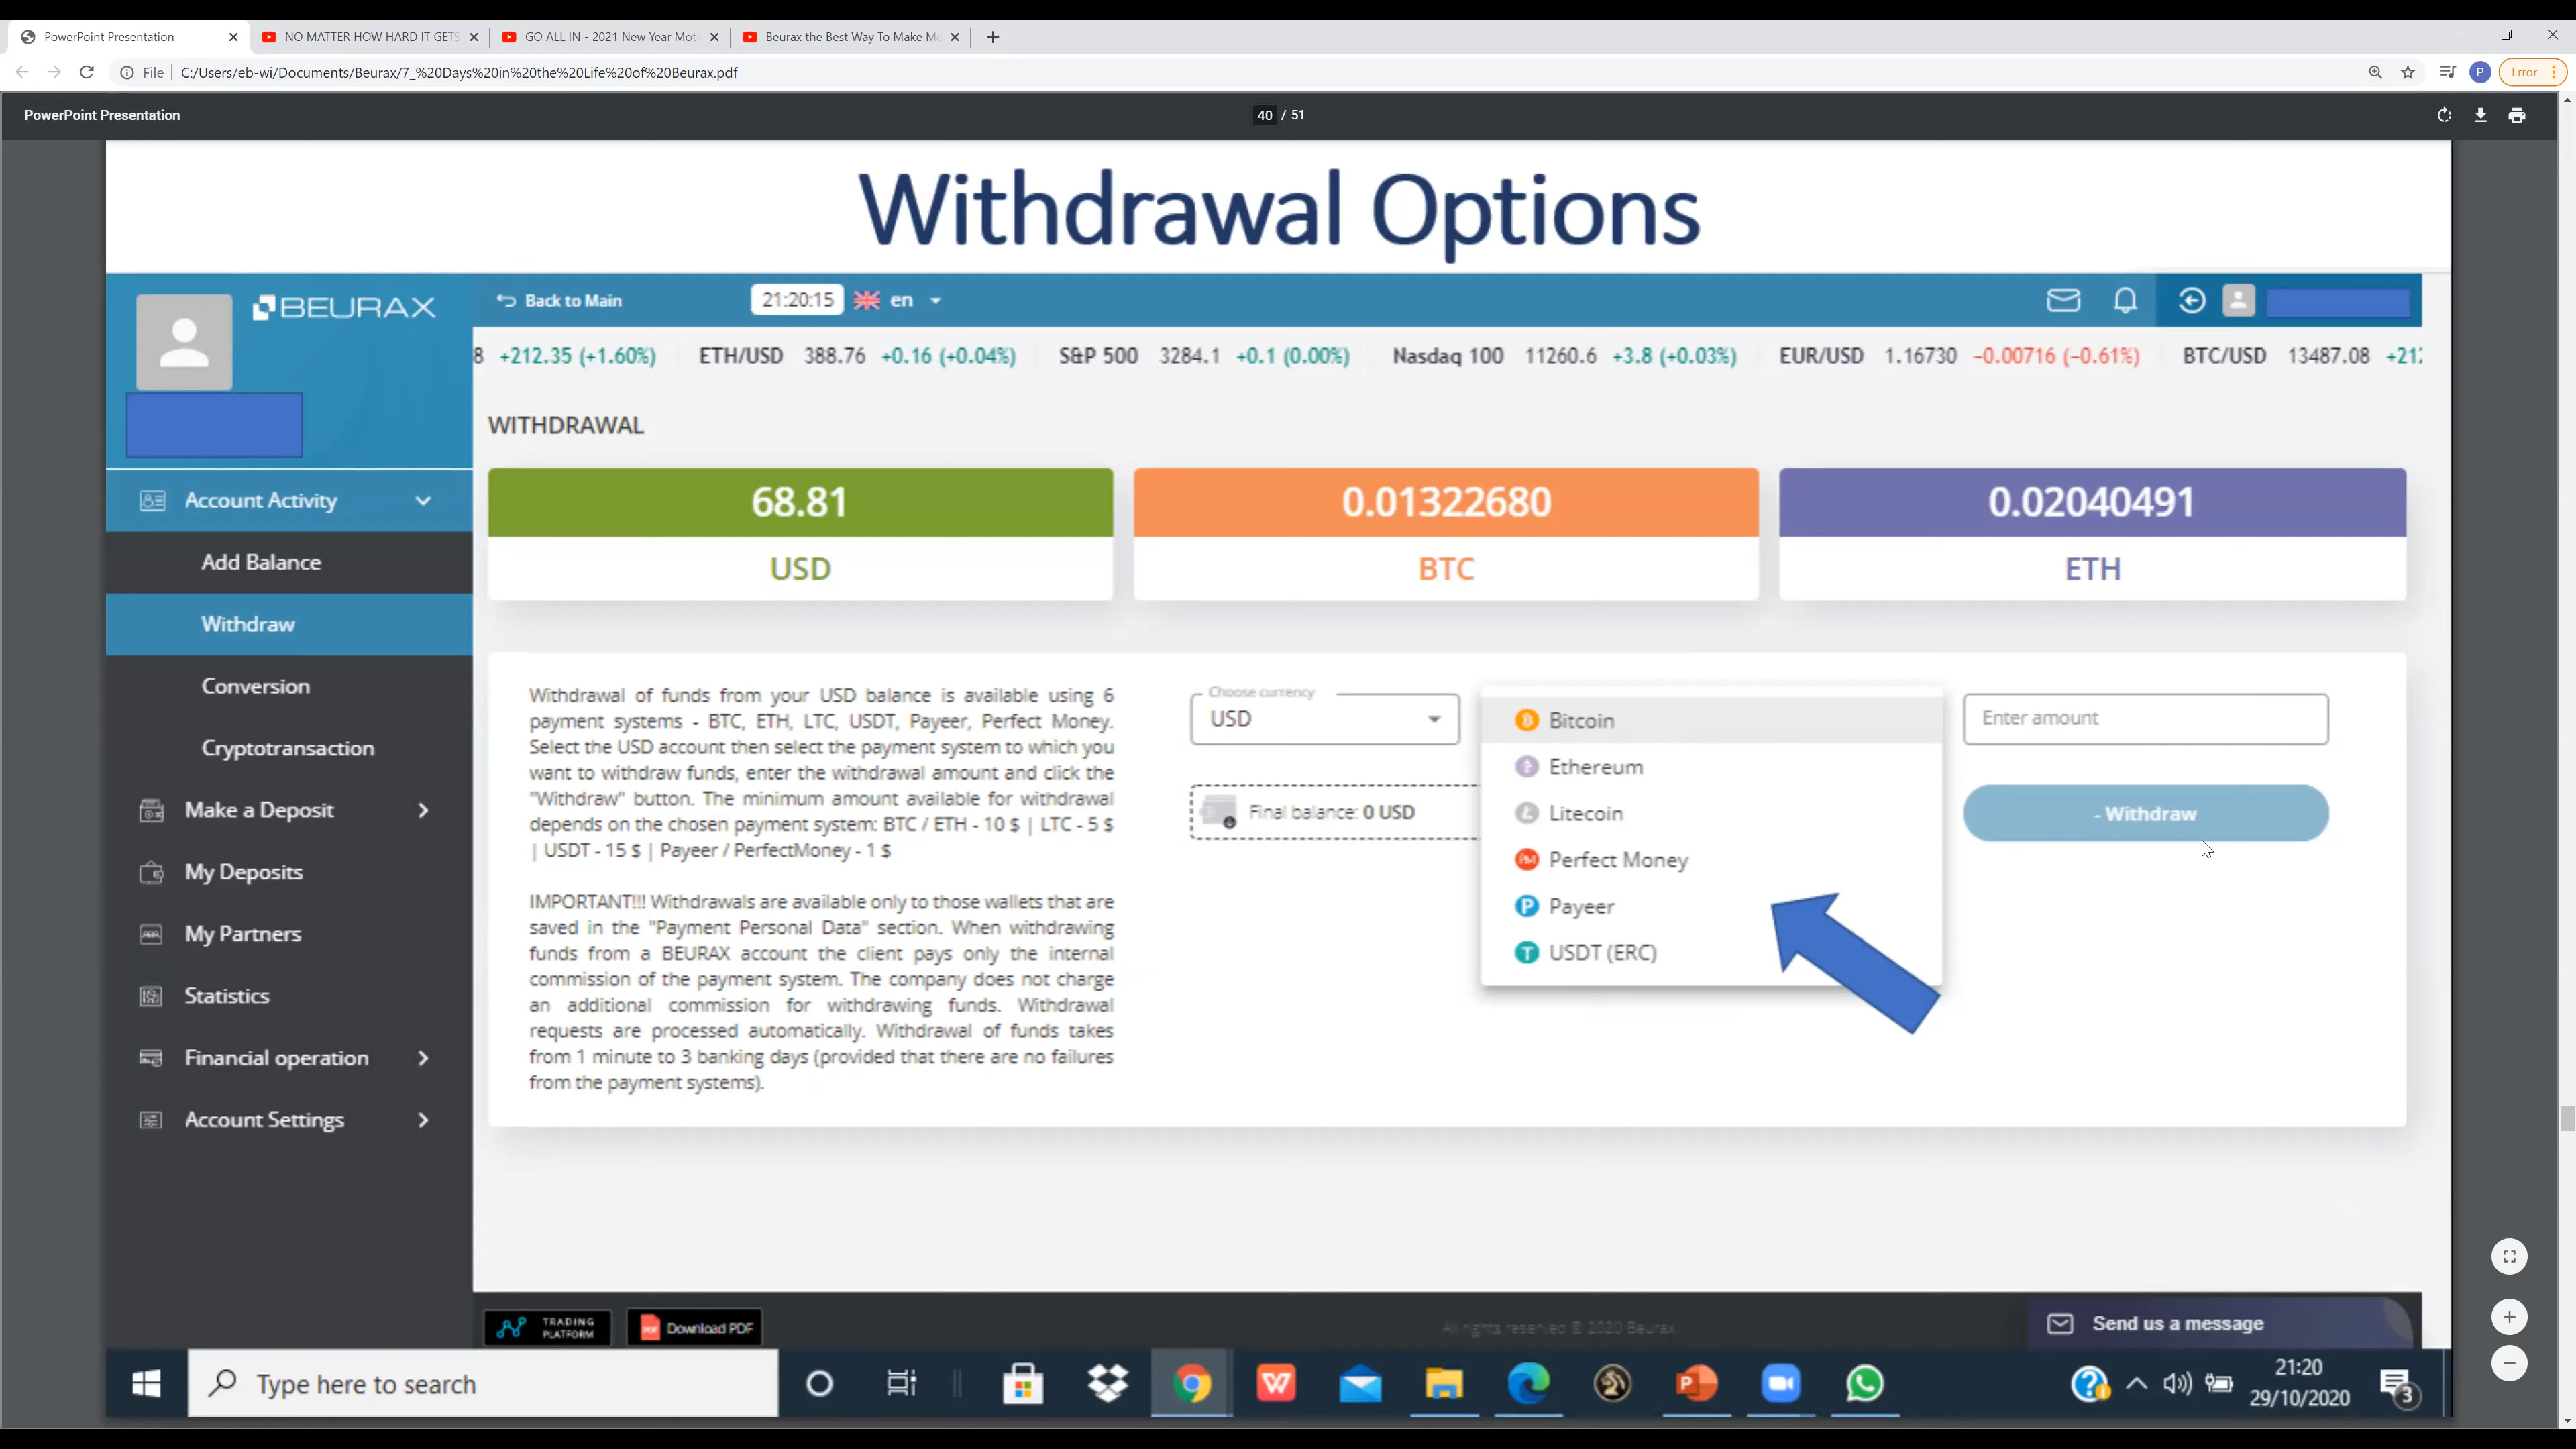 PowerPoint Presentation
NO MATTER HOW HARD IT GETS
GO ALL IN - 2021 New Year Moti
Beurax the Best Way To Make Mo
File
C:/Users/eb-wi/Documents/Beurax/7_%20Days%20in%20the%20Life%20of%20Beurax.pdf
P
Error
PowerPoint Presentation
40 / 51
Withdrawal Options
BEURAX
Back to Main
21:20:15
en
8 +212.35 (+1.60%) ETH/USD 388.76 +0.16 (+0.04%) S&P 500 3284.1 +0.1 (0.00%) Nasdaq 100 11260.6 +3.8 (+0.03%) EUR/USD 1.16730 −0.00716 (−0.61%) BTC/USD 13487.08 +212
WITHDRAWAL
68.81
USD
0.01322680
BTC
0.02040491
ETH
Account Activity
Add Balance
Withdraw
Conversion
Cryptotransaction
Make a Deposit
My Deposits
My Partners
Statistics
Financial operation
Account Settings
Withdrawal of funds from your USD balance is available using 6
payment systems - BTC, ETH, LTC, USDT, Payeer, Perfect Money.
Select the USD account then select the payment system to which you
want to withdraw funds, enter the withdrawal amount and click the
"Withdraw" button. The minimum amount available for withdrawal
depends on the chosen payment system: BTC / ETH - 10 $ | LTC - 5 $
| USDT - 15 $ | Payeer / PerfectMoney - 1 $
IMPORTANT!!! Withdrawals are available only to those wallets that are
saved in the "Payment Personal Data" section. When withdrawing
funds from a BEURAX account the client pays only the internal
commission of the payment system. The company does not charge
an additional commission for withdrawing funds. Withdrawal
requests are processed automatically. Withdrawal of funds takes
from 1 minute to 3 banking days (provided that there are no failures
from the payment systems).
Choose currency
USD
Final balance: 0 USD
Bitcoin
Ethereum
Litecoin
Perfect Money
Payeer
USDT (ERC)
Enter amount
- Withdraw
TRADING
PLATFORM
PDF
Download PDF
All rights reserved © 2020 Beurax
Send us a message
Type here to search
21:20
29/10/2020
3